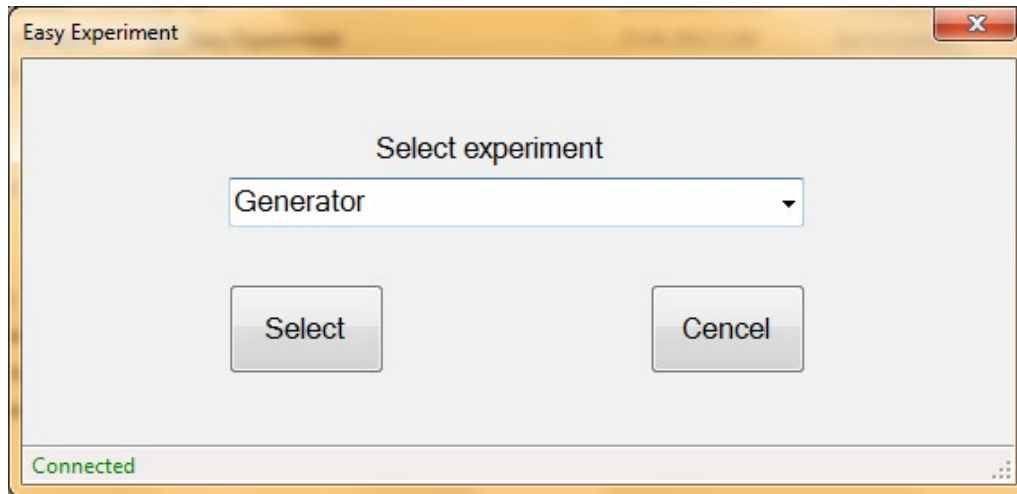 Easy Experiment
Select experiment
Generator
Select Cencel
Connected